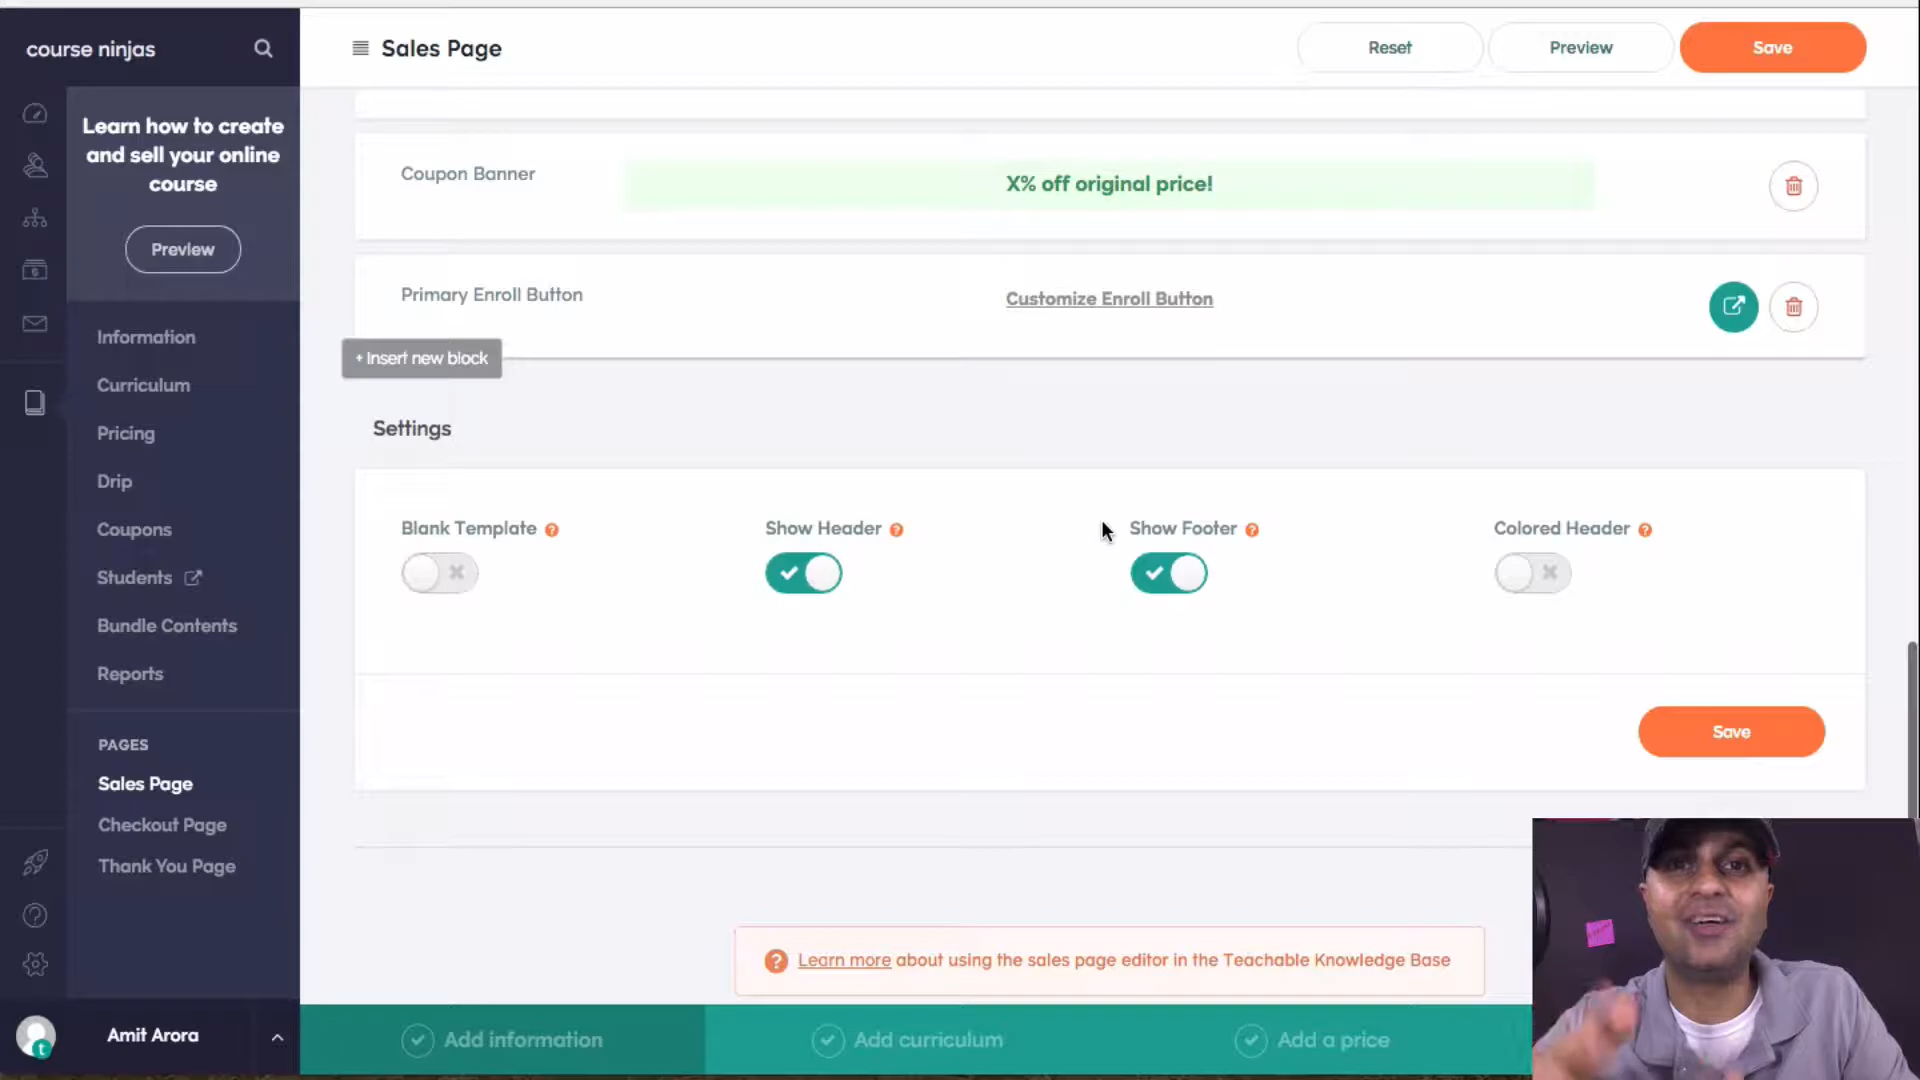 course ninjas
Sales Page
Reset
Preview
Save
Learn how to create
and sell your online
course
Preview
Information
Curriculum
Pricing
Drip
Coupons
Students
Bundle Contents
Reports
PAGES
Sales Page
Checkout Page
Thank You Page
Amit Arora
Coupon Banner
X% off original price!
Primary Enroll Button
Customize Enroll Button
+ Insert new block
Settings
Blank Template
Show Header
Show Footer
Colored Header
Save
Learn more about using the sales page editor in the Teachable Knowledge Base
Add information
Add curriculum
Add a price